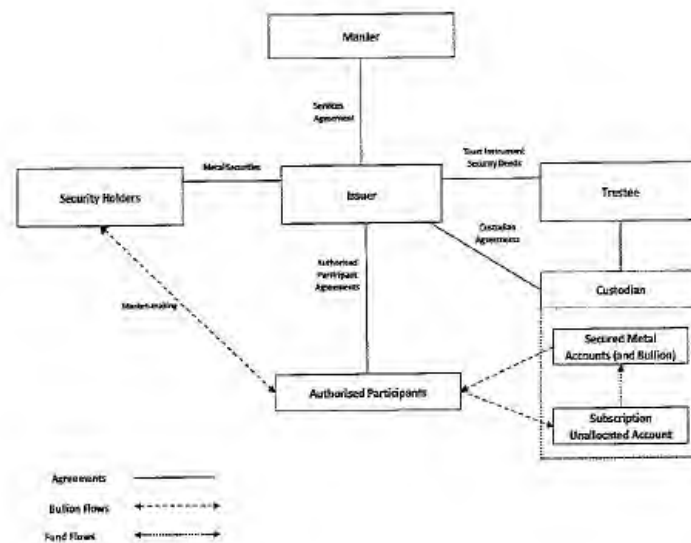 ManJer
Services
Agreement
Metal Securities
Trust Instrument
Security Deeds
Security Holders
Issuer
Trustee
Custodian
Agreements
Authorised
Participant
Agreements
Custodian
Market-making
Secured Metal
Accounts (and Bullion)
Authorised Participants
Subscription
Unallocated Account
Agreements
Bullion Flows
Fund Flows